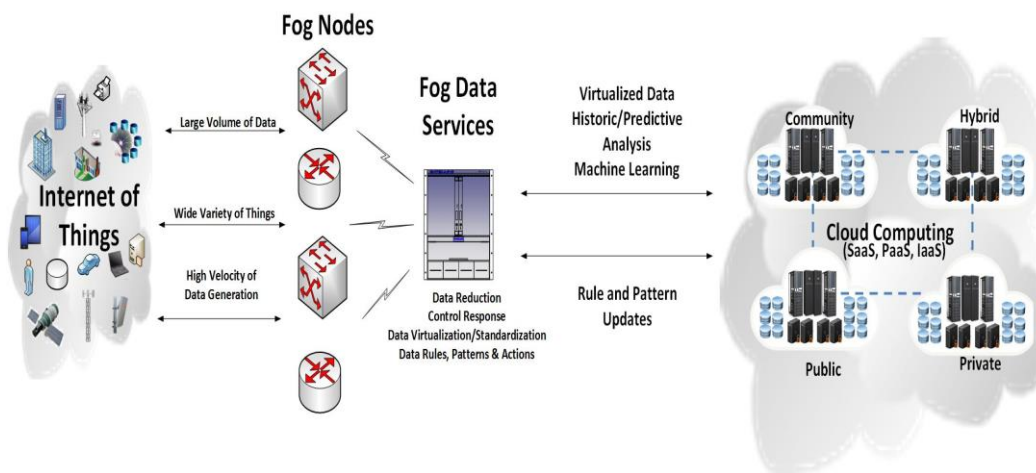 Fog Nodes
Fog Data
Services
Internet of
Things
Large Volume of Data
Wide Variety of Things
High Velocity of
Data Generation
Data Reduction
Control Response
Data Virtualization/Standardization
Data Rules, Patterns & Actions
Virtualized Data
Historic/Predictive
Analysis
Machine Learning
Rule and Pattern
Updates
Community
Hybrid
Cloud Computing
(SaaS, PaaS, IaaS)
Public
Private